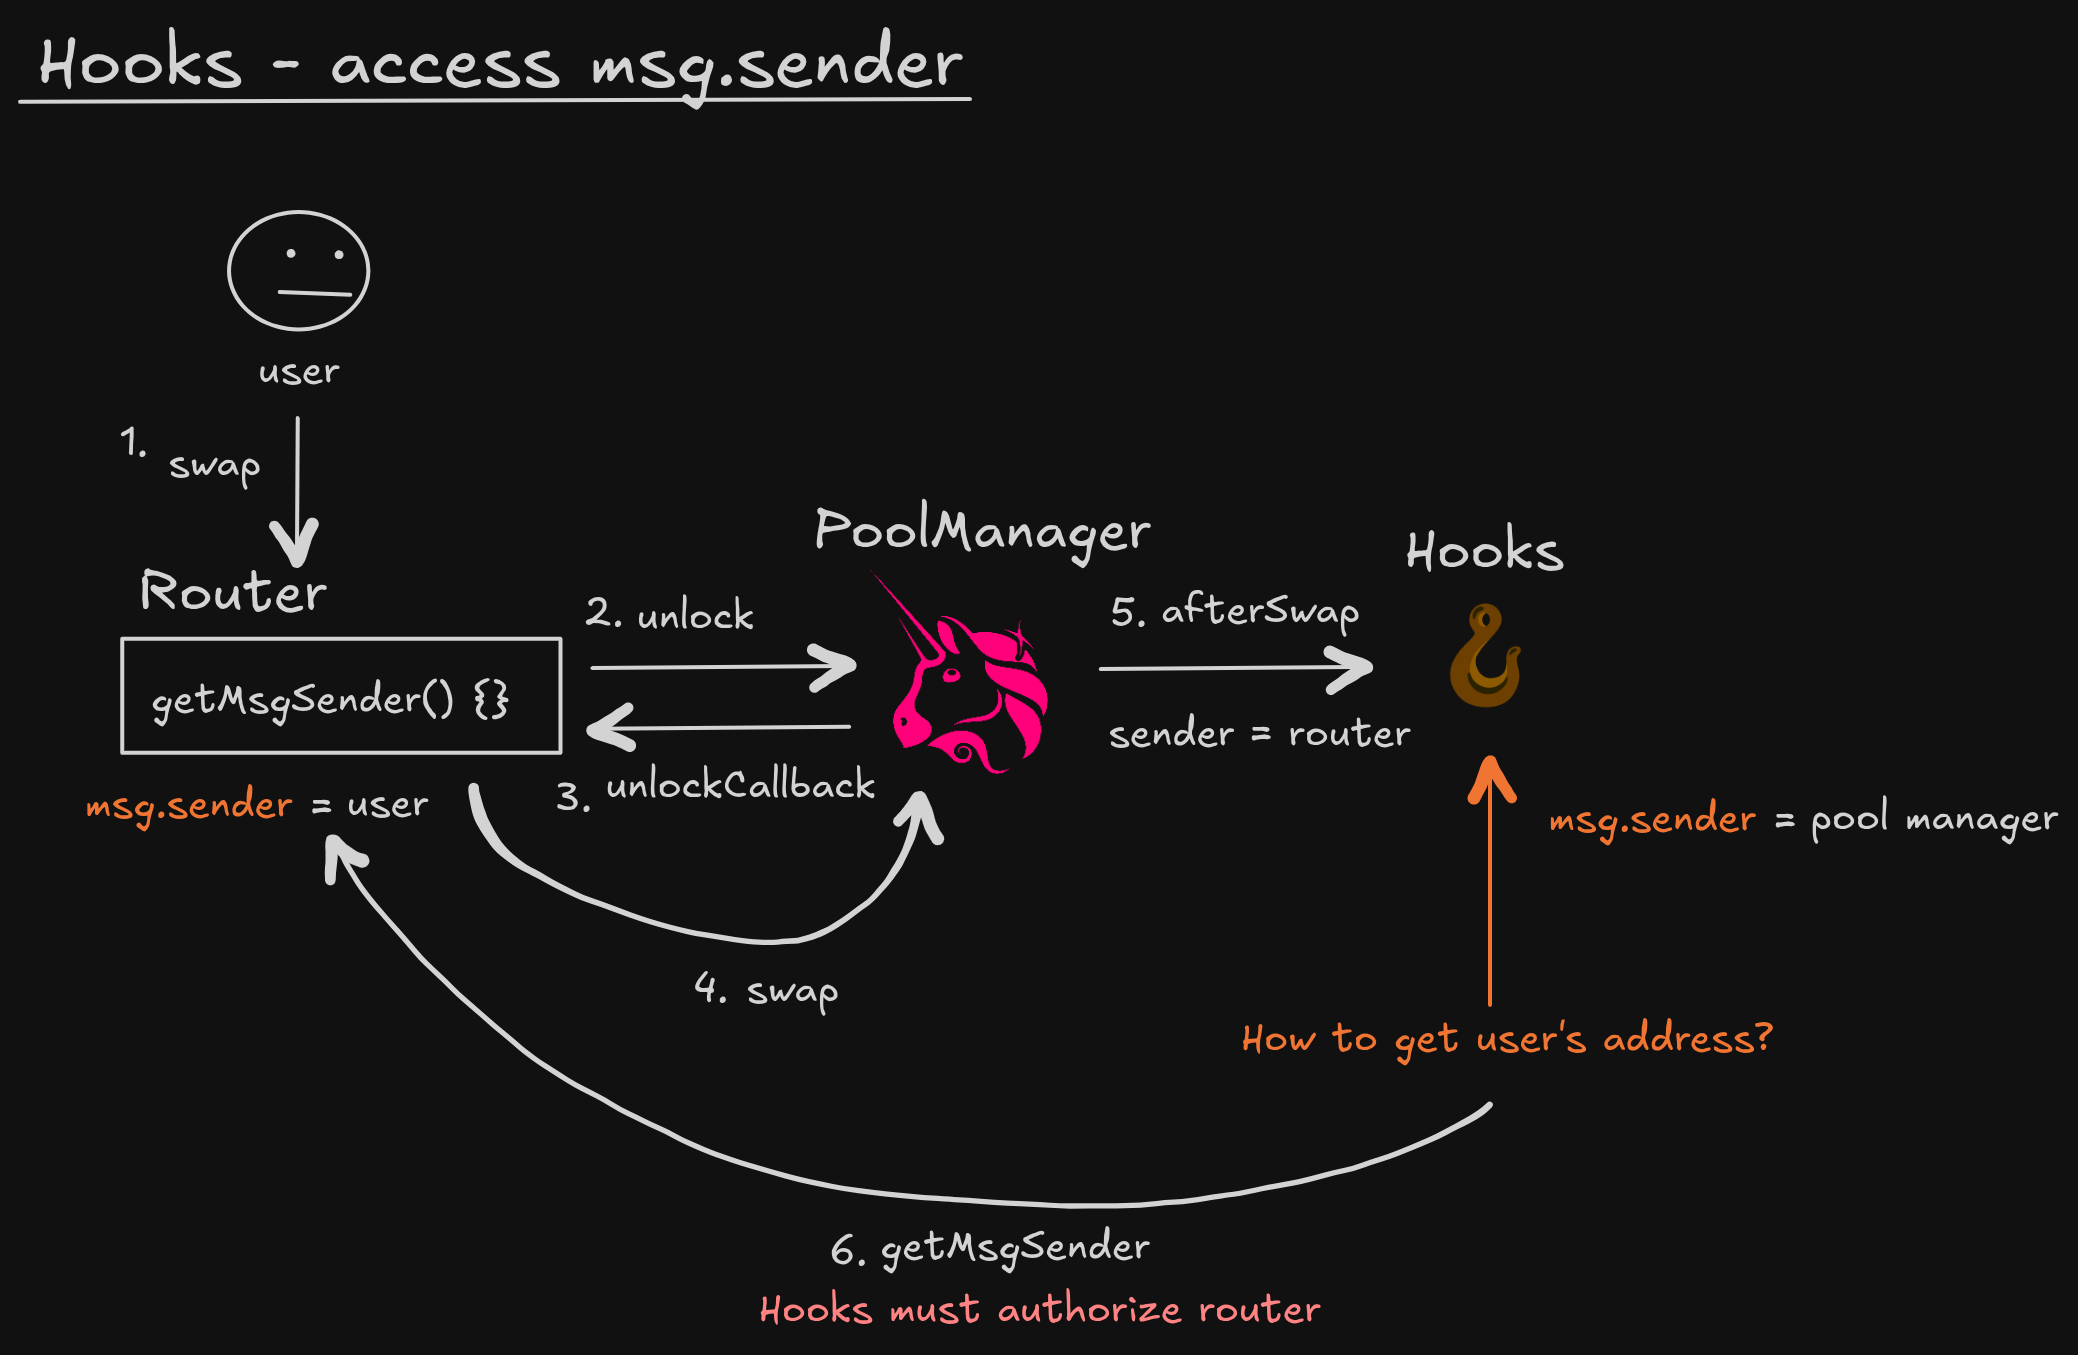 Hooks - access msg.sender
user
1. swap
Router
getMsgSender() {}
msg.sender = user
2. unlock
3. unlockCallback
4. swap
PoolManager
5. afterSwap
sender = router
Hooks
msg.sender = pool manager
How to get user's address?
6. getMsgSender
Hooks must authorize router